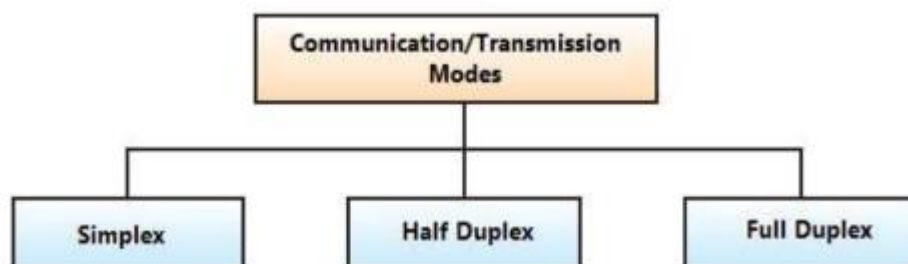 Communication/Transmission
Modes
Simplex
Half Duplex
Full Duplex